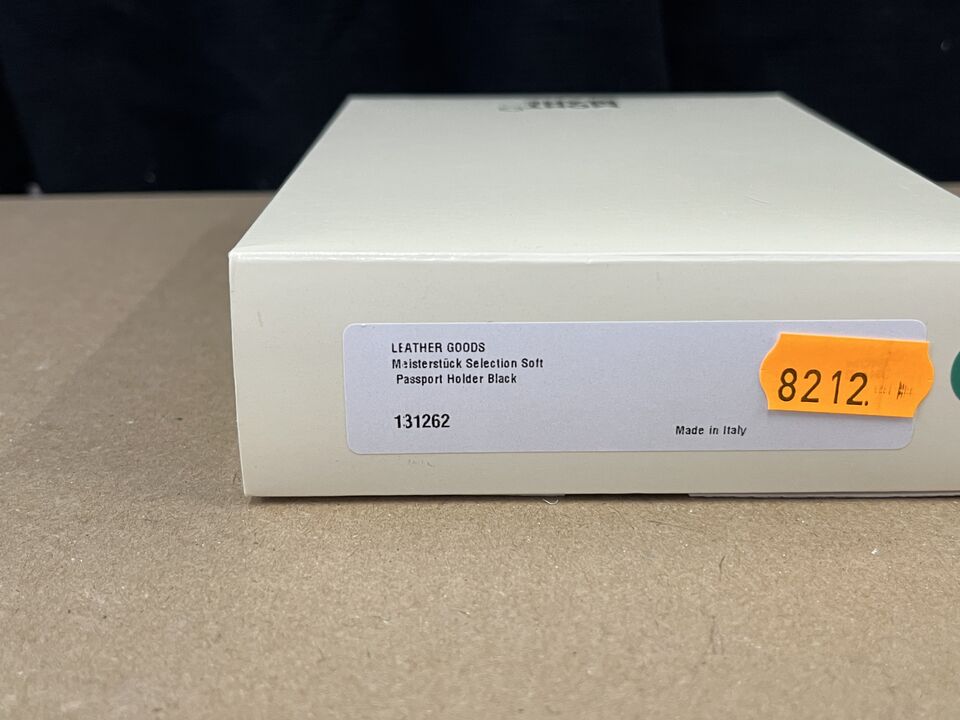 LEATHER GOODS
Meisterstück Selection Soft
Passport Holder Black
131262
Made in Italy
8212.